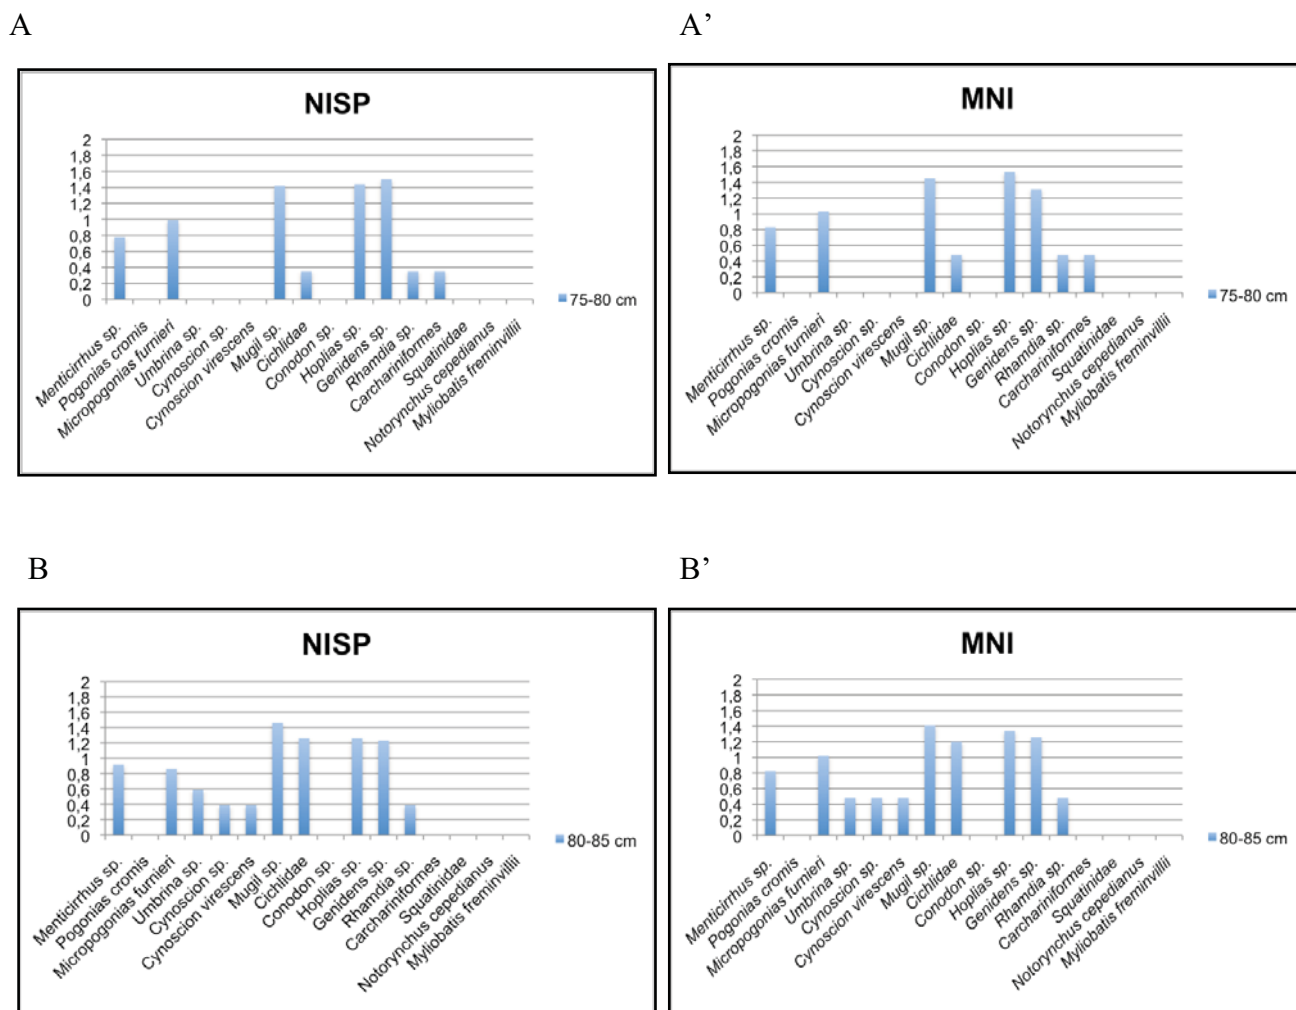 A
A’
NISP
2
1,8
1,6
1,4
1,2
1
0,8
0,6
0,4
0,2
0
Menticirrhus sp.
Pogonias cromis
Micropogonias furnieri
Umbrina sp.
Cynoscion sp.
Cynoscion virescens
Mugil sp.
Cichlidae
Conodon sp.
Hoplias sp.
Genidens sp.
Rhamdia sp.
Carchariniformes
Squatinidae
Notorynchus cepedianus
Myliobatis freminvillii
75-80 cm
MNI
2
1,8
1,6
1,4
1,2
1
0,8
0,6
0,4
0,2
0
Menticirrhus sp.
Pogonias cromis
Micropogonias furnieri
Umbrina sp.
Cynoscion sp.
Cynoscion virescens
Mugil sp.
Cichlidae
Conodon sp.
Hoplias sp.
Genidens sp.
Rhamdia sp.
Carchariniformes
Squatinidae
Notorynchus cepedianus
Myliobatis freminvillii
75-80 cm
B
B’
NISP
2
1,8
1,6
1,4
1,2
1
0,8
0,6
0,4
0,2
0
Menticirrhus sp.
Pogonias cromis
Micropogonias furnieri
Umbrina sp.
Cynoscion sp.
Cynoscion virescens
Mugil sp.
Cichlidae
Conodon sp.
Hoplias sp.
Genidens sp.
Rhamdia sp.
Carchariniformes
Squatinidae
Notorynchus cepedianus
Myliobatis freminvillii
80-85 cm
MNI
2
1,8
1,6
1,4
1,2
1
0,8
0,6
0,4
0,2
0
Menticirrhus sp.
Pogonias cromis
Micropogonias furnieri
Umbrina sp.
Cynoscion sp.
Cynoscion virescens
Mugil sp.
Cichlidae
Conodon sp.
Hoplias sp.
Genidens sp.
Rhamdia sp.
Carchariniformes
Squatinidae
Notorynchus cepedianus
Myliobatis freminvillii
80-85 cm